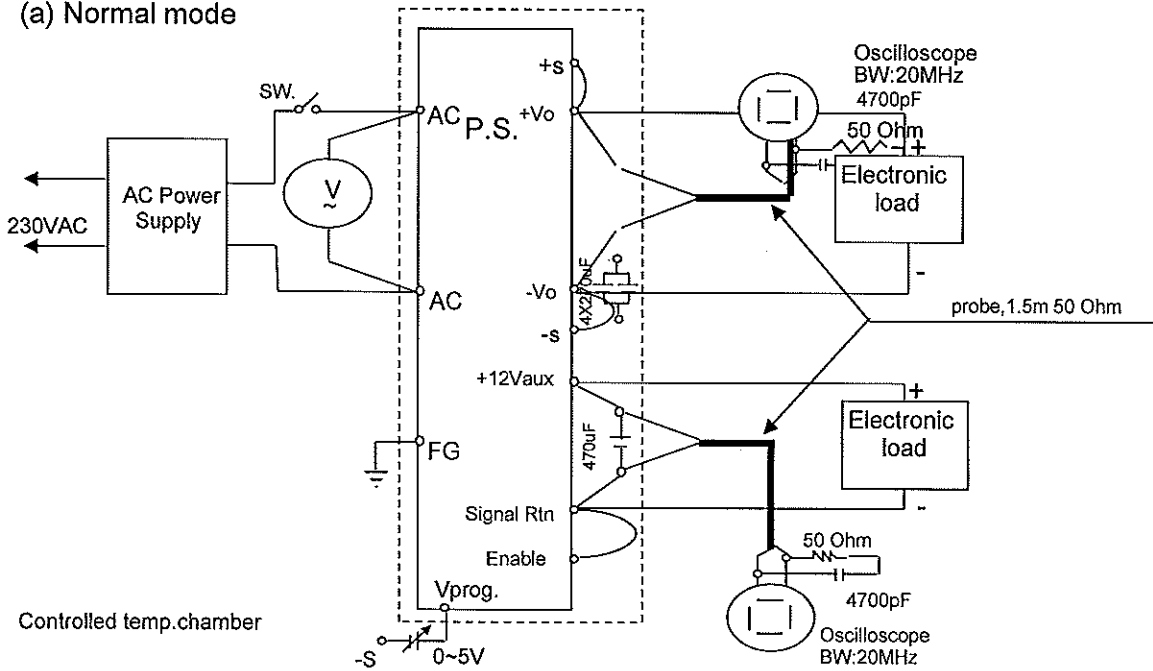 (a) Normal mode
SW.
AC Power
Supply
230VAC
V
~
AC
P.S.
AC
FG
+s
+Vo
-Vo
-s
4X270uF
+12Vaux
470uF
Signal Rtn
Enable
Vprog.
-S
0~5V
Controlled temp.chamber
Oscilloscope
BW:20MHz
4700pF
50 Ohm
+
Electronic
load
-
probe,1.5m 50 Ohm
+
Electronic
load
-
50 Ohm
4700pF
Oscilloscope
BW:20MHz